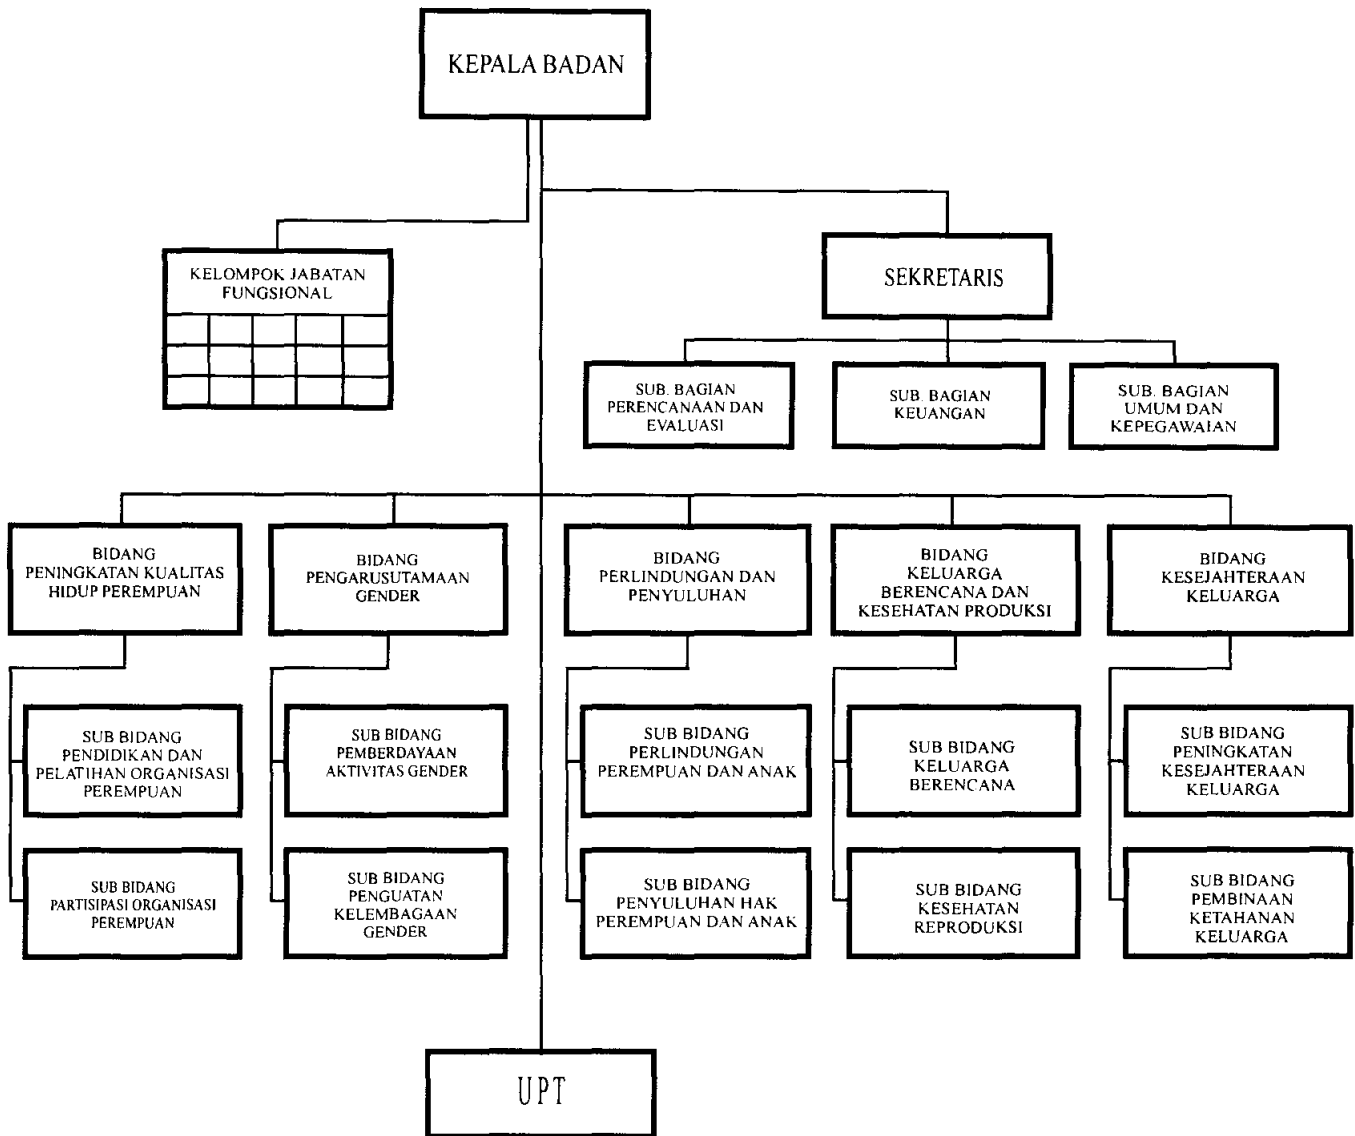 KEPALA BADAN
KELOMPOK JABATAN
FUNGSIONAL
SEKRETARIS
SUB. BAGIAN
PERENCANAAN DAN
EVALUASI
SUB. BAGIAN
KEUANGAN
SUB. BAGIAN
UMUM DAN
KEPEGAWAIAN
BIDANG
PENINGKATAN KUALITAS
HIDUP PEREMPUAN
BIDANG
PENGARUSUTAMAAN
GENDER
BIDANG
PERLINDUNGAN DAN
PENYULUHAN
BIDANG
KELUARGA
BERENCANA DAN
KESEHATAN PRODUKSI
BIDANG
KESEJAHTERAAN
KELUARGA
SUB BIDANG
PENDIDIKAN DAN
PELATIHAN ORGANISASI
PEREMPUAN
SUB BIDANG
PEMBERDAYAAN
AKTIVITAS GENDER
SUB BIDANG
PERLINDUNGAN
PEREMPUAN DAN ANAK
SUB BIDANG
KELUARGA
BERENCANA
SUB BIDANG
PENINGKATAN
KESEJAHTERAAN
KELUARGA
SUB BIDANG
PARTISIPASI ORGANISASI
PEREMPUAN
SUB BIDANG
PENGUATAN
KELEMBAGAAN
GENDER
SUB BIDANG
PENYULUHAN HAK
PEREMPUAN DAN ANAK
SUB BIDANG
KESEHATAN
REPRODUKSI
SUB BIDANG
PEMBINAAN
KETAHANAN
KELUARGA
UPT